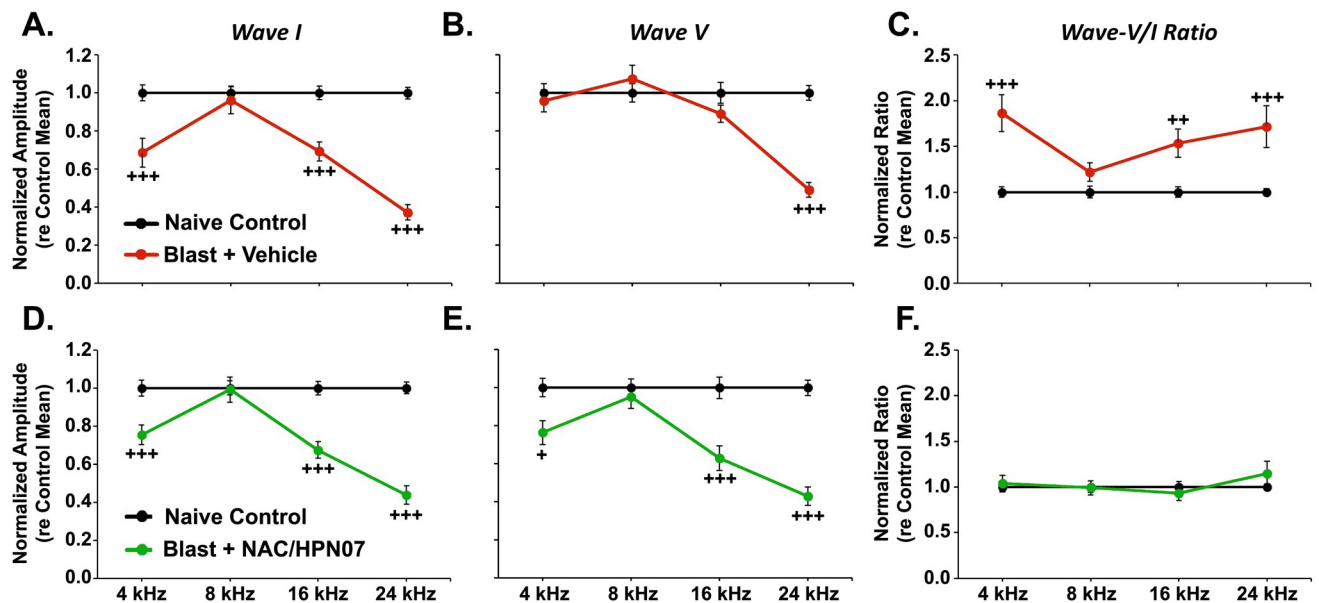 A.
Wave I
B.
Wave V
C.
Wave-V/I Ratio
Normalized Amplitude
(re Control Mean)
1.2
1.0
0.8
0.6
0.4
0.2
0.0
+++
+++
+++
Naive Control
Blast + Vehicle
+++
Normalized Ratio
(re Control Mean)
2.5
2.0
1.5
1.0
0.5
0.0
+++
++
+++
D.
E.
F.
Normalized Amplitude
(re Control Mean)
1.2
1.0
0.8
0.6
0.4
0.2
0.0
+++
+++
+++
Naive Control
Blast + NAC/HPN07
4 kHz 8 kHz 16 kHz 24 kHz
+
+++
+++
4 kHz 8 kHz 16 kHz 24 kHz
Normalized Ratio
(re Control Mean)
2.5
2.0
1.5
1.0
0.5
0.0
4 kHz 8 kHz 16 kHz 24 kHz